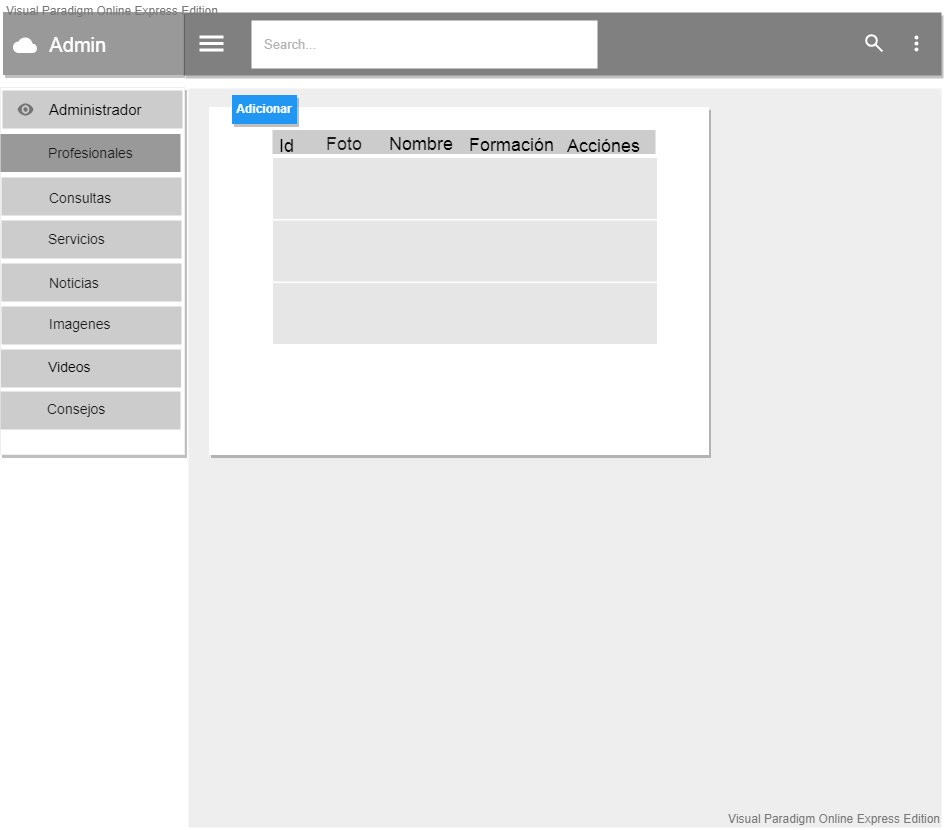 Visual Paradigm Online Express Edition
Admin
Search...
Administrador
Profesionales
Consultas
Servicios
Noticias
Imagenes
Videos
Consejos
Adicionar
Id Foto Nombre Formación Acciónes
Visual Paradigm Online Express Edition